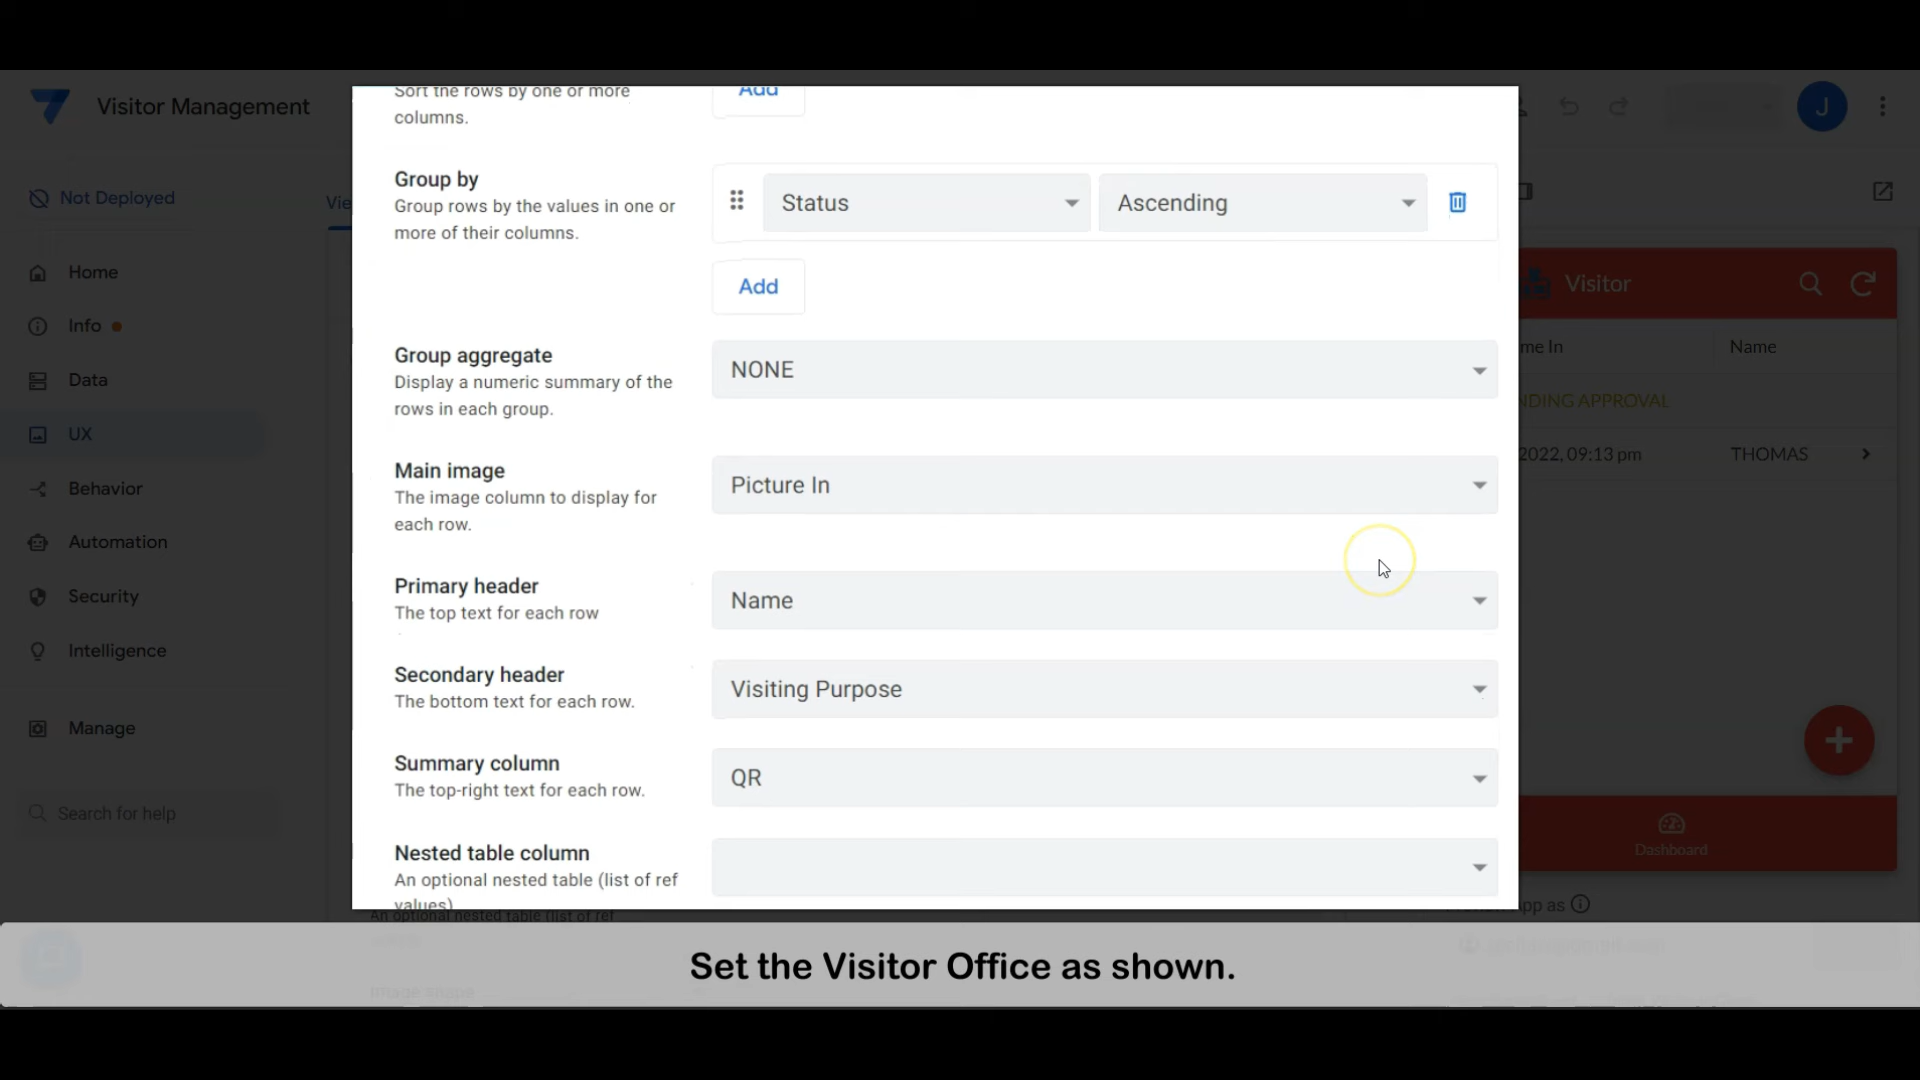 Sort the rows by one or more
columns.
Add
Visitor Management
J
Not Deployed
Vie
Home
Info
Data
UX
Behavior
Automation
Security
Intelligence
Manage
Search for help
Group by
Group rows by the values in one or
more of their columns.
Status
Ascending
Add
Group aggregate
Display a numeric summary of the
rows in each group.
NONE
Main image
The image column to display for
each row.
Picture In
Primary header
The top text for each row
Name
Secondary header
The bottom text for each row.
Visiting Purpose
Summary column
The top-right text for each row.
QR
Nested table column
An optional nested table (list of ref
values)
An optional nested table (list of ref
Visitor
me In
Name
NDING APPROVAL
2022, 09:13 pm
THOMAS
Dashboard
App as
Set the Visitor Office as shown.